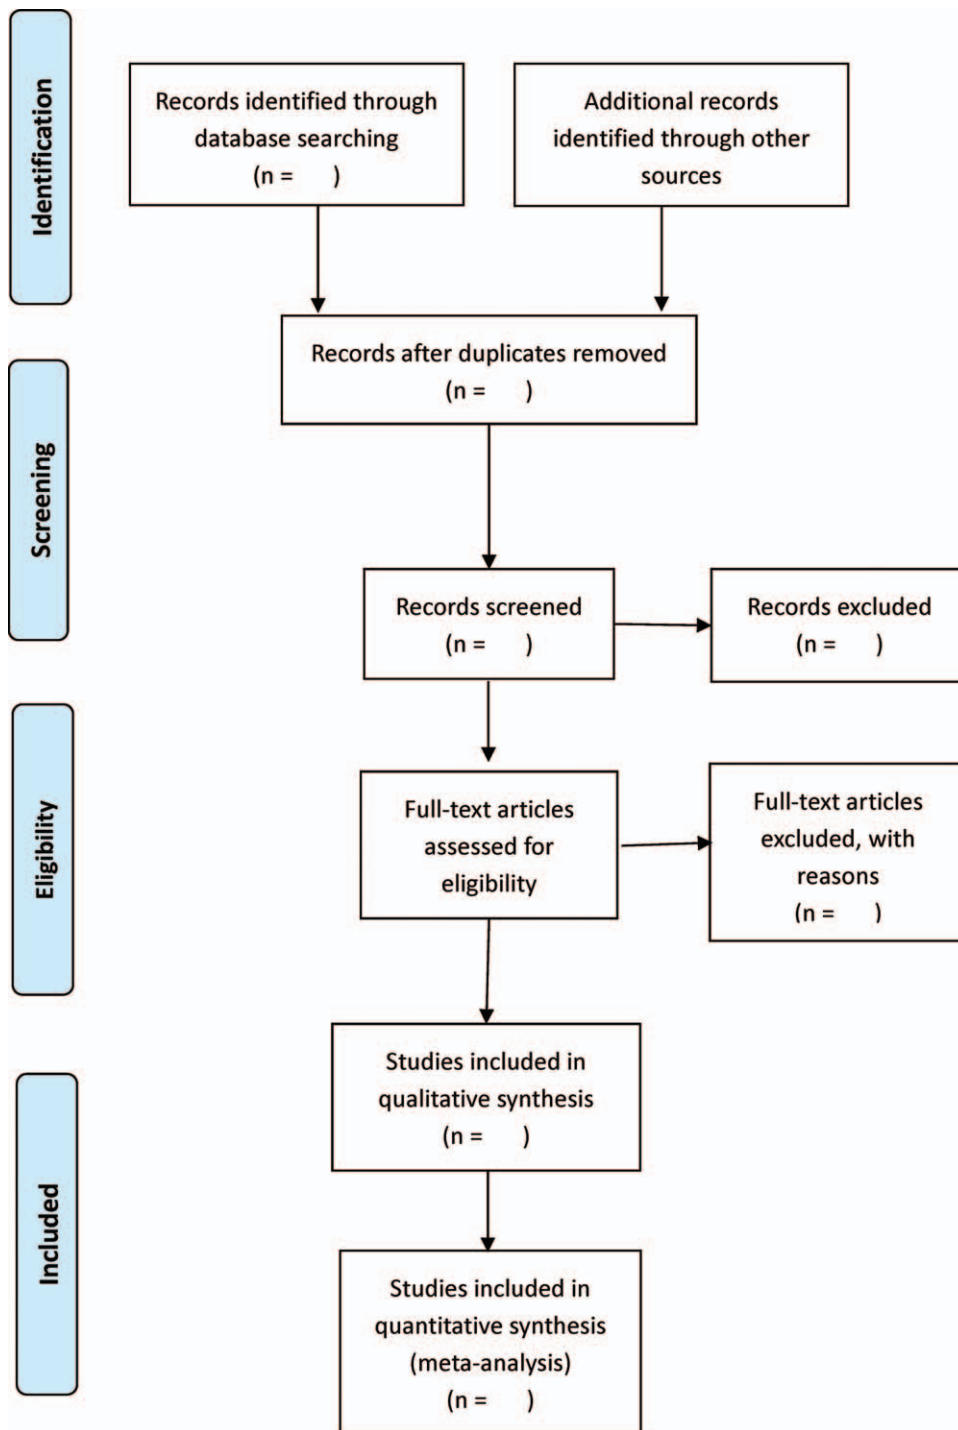 Identification
Records identified through
database searching
(n =      )
Additional records
identified through other
sources
Records after duplicates removed
(n =      )
Screening
Records screened
(n =      )
Records excluded
(n =      )
Eligibility
Full-text articles
assessed for
eligibility
Full-text articles
excluded, with
reasons
(n =      )
Studies included in
qualitative synthesis
(n =      )
Included
Studies included in
quantitative synthesis
(meta-analysis)
(n =      )